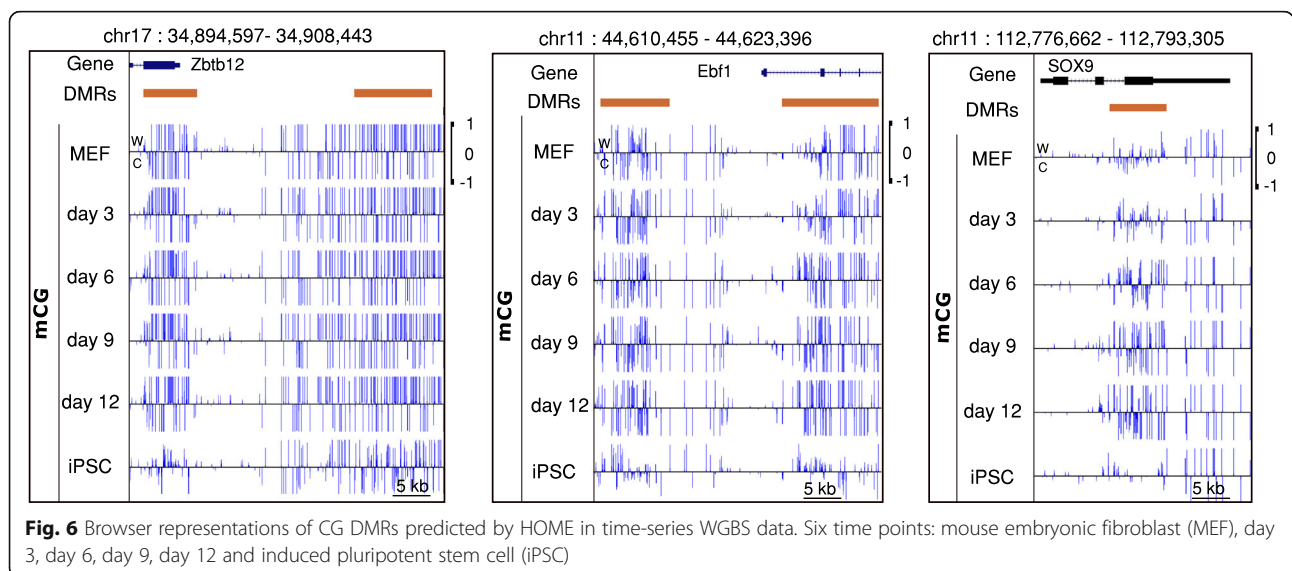 chr17 : 34,894,597- 34,908,443
Gene
Zbtb12
DMRs
MEF
W
C
1
0
-1
day 3
day 6
mCG
day 9
day 12
iPSC
5 kb
chr11 : 44,610,455 - 44,623,396
Gene
Ebf1
DMRs
MEF
W
C
1
0
-1
day 3
day 6
mCG
day 9
day 12
iPSC
5 kb
chr11 : 112,776,662 - 112,793,305
Gene
SOX9
DMRs
MEF
W
C
1
0
-1
day 3
day 6
mCG
day 9
day 12
iPSC
5 kb
Fig. 6 Browser representations of CG DMRs predicted by HOME in time-series WGBS data. Six time points: mouse embryonic fibroblast (MEF), day
3, day 6, day 9, day 12 and induced pluripotent stem cell (iPSC)